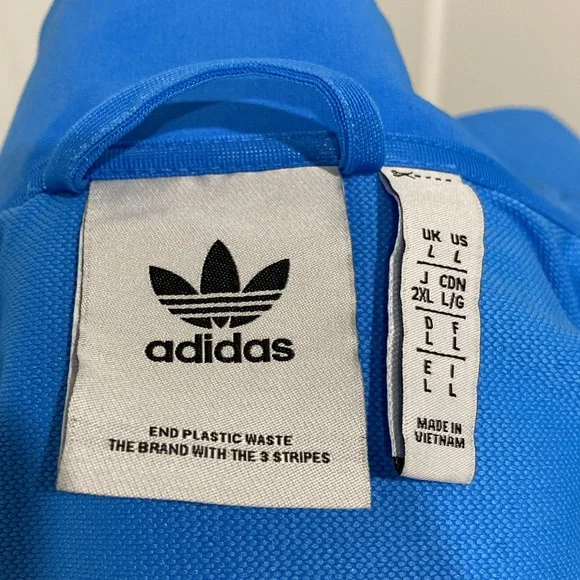 adidas
END PLASTIC WASTE
THE BRAND WITH THE 3 STRIPES
UK US
L L
J CDN
2XL L/G
D F
L L
E I
L L
MADE IN
VIETNAM